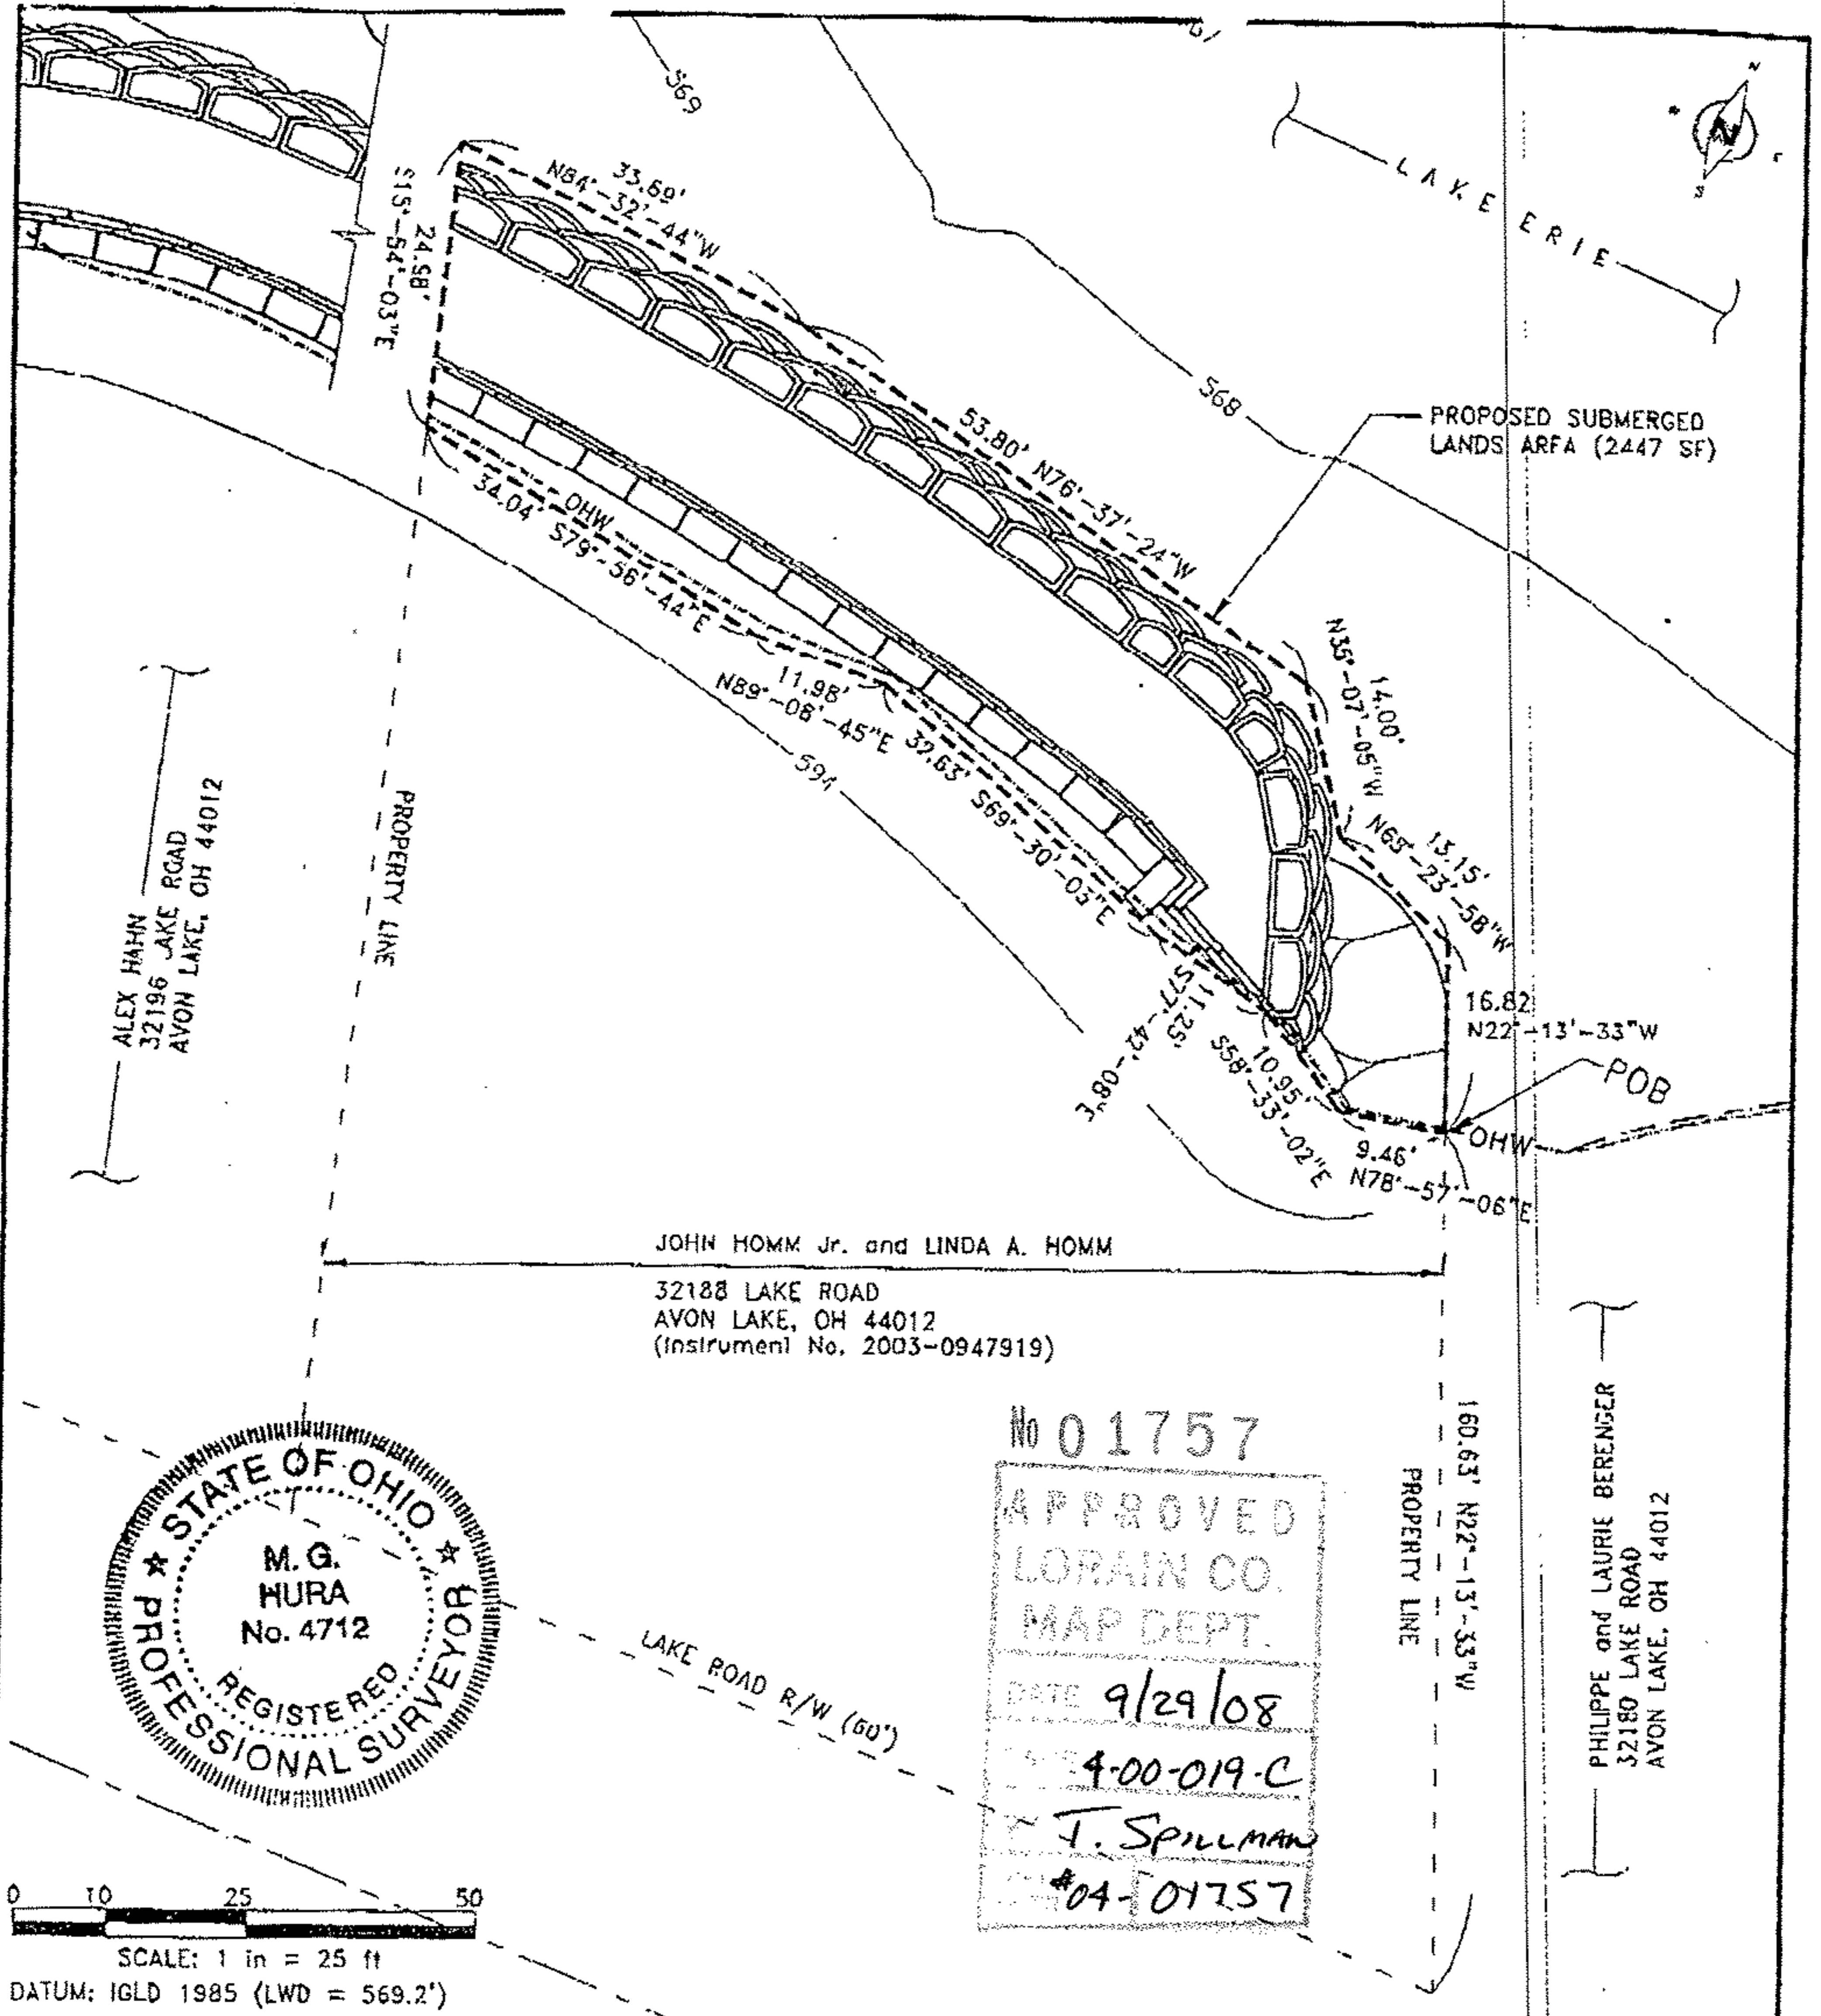 569
N
S
LAKE ERIE
33.69'
N84°-32'-44"W
24.98'
S15°-54'-03"E
568
PROPOSED SUBMERGED
LANDS AREA (2447 SF)
53.80' N76°-37'-24"W
OHW
34.04' S79°-56'-44"E
11.98'
N89°-06'-45"E
32.63' S69°-30'-03"E
594
14.00'
N35°-07'-05"W
13.15'
N65°-23'-58"W
16.82
N22°-13'-33"W
POB
OHW
11.25'
S77°-42'-08"E
10.95'
S58°-33'-02"E
9.46'
N78°-57'-06"E
ALEX HAHN
32196 LAKE ROAD
AVON LAKE, OH 44012
PROPERTY LINE
JOHN HOMM Jr. and LINDA A. HOMM
32188 LAKE ROAD
AVON LAKE, OH 44012
(Instrument No. 2003-0947919)
160.63' N22°-13'-33"W
PROPERTY LINE
PHILIPPE and LAURIE BERENGER
32180 LAKE ROAD
AVON LAKE, OH 44012
STATE OF OHIO
M. G.
HURA
No. 4712
REGISTERED
PROFESSIONAL SURVEYOR
LAKE ROAD R/W (60')
No 01757
APPROVED
LORAIN CO.
MAP DEPT.
DATE 9/29/08
4-00-019-C
T. SPILLMAN
#04-01757
0 10 25 50
SCALE: 1 in = 25 ft
DATUM: IGLD 1985 (LWD = 569.2')